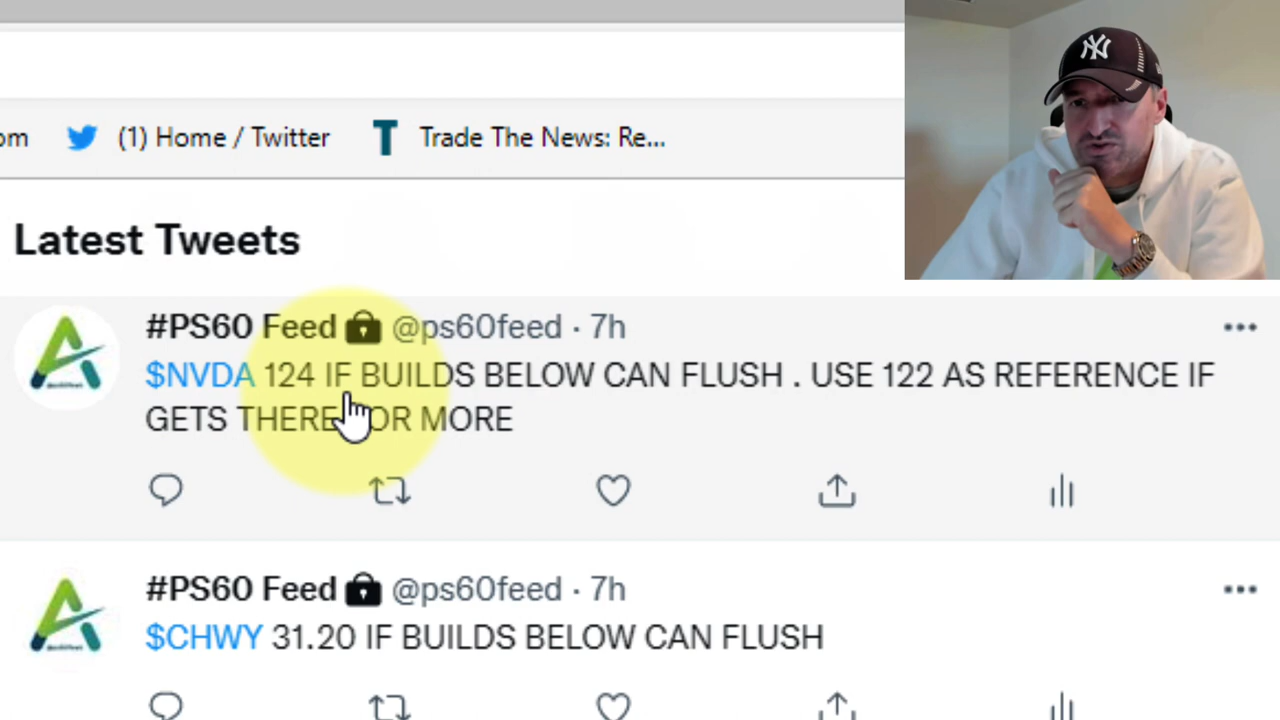 om
(1) Home / Twitter
T
Trade The News: Re...
NY
Latest Tweets
#PS60 Feed @ps60feed · 7h
$NVDA 124 IF BUILDS BELOW CAN FLUSH . USE 122 AS REFERENCE IF
GETS THERE OR MORE
#PS60 Feed @ps60feed · 7h
$CHWY 31.20 IF BUILDS BELOW CAN FLUSH